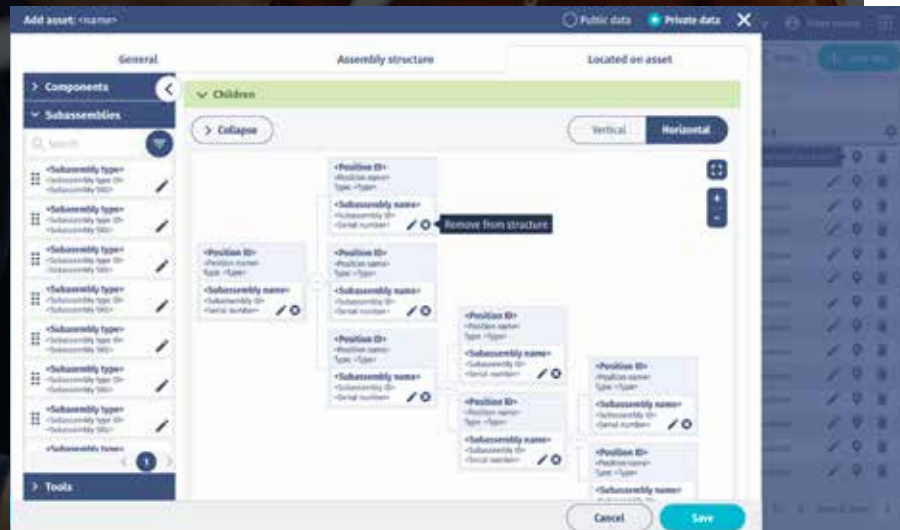 Add asset: <name>
Public data
Private data
General
Assembly structure
Located on asset
Components
Subassemblies
Search
<Subassembly type>
<Subassembly type ID>
<Subassembly SKU>
<Subassembly type>
<Subassembly type ID>
<Subassembly SKU>
<Subassembly type>
<Subassembly type ID>
<Subassembly SKU>
<Subassembly type>
<Subassembly type ID>
<Subassembly SKU>
<Subassembly type>
<Subassembly type ID>
<Subassembly SKU>
<Subassembly type>
<Subassembly type ID>
<Subassembly SKU>
<Subassembly type>
<Subassembly type ID>
<Subassembly SKU>
<Subassembly type>
1
Tools
Children
Collapse
Vertical
Horizontal
<Position ID>
<Position name>
Type: <Type>
<Subassembly name>
<Subassembly ID>
<Serial number>
Remove from structure
<Position ID>
<Position name>
Type: <Type>
<Subassembly name>
<Subassembly ID>
<Serial number>
<Position ID>
<Position name>
Type: <Type>
<Subassembly name>
<Subassembly ID>
<Serial number>
<Position ID>
<Position name>
Type: <Type>
<Subassembly name>
<Subassembly ID>
<Serial number>
<Position ID>
<Position name>
Type: <Type>
<Subassembly name>
<Subassembly ID>
<Serial number>
<Position ID>
<Position name>
Type: <Type>
<Subassembly name>
<Subassembly ID>
<Serial number>
<Position ID>
<Position name>
Type: <Type>
<Subassembly name>
<Subassembly ID>
<Serial number>
<Position ID>
<Position name>
Type: <Type>
<Subassembly name>
Cancel
Save